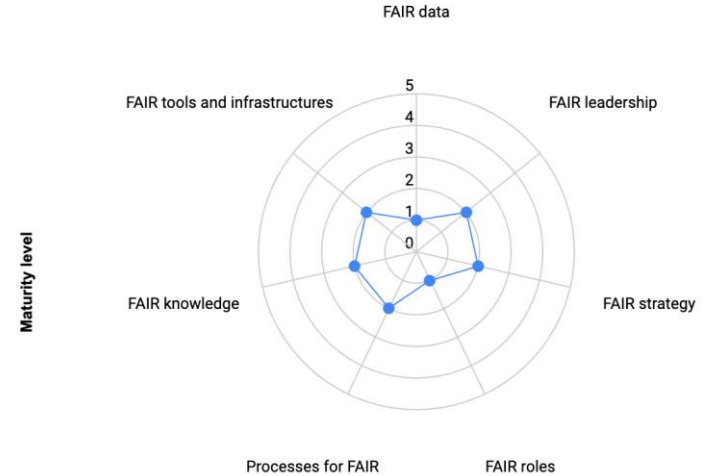 FAIR data
FAIR tools and infrastructures
FAIR leadership
5
4
3
2
1
0
Maturity level
FAIR knowledge
FAIR strategy
Processes for FAIR
FAIR roles